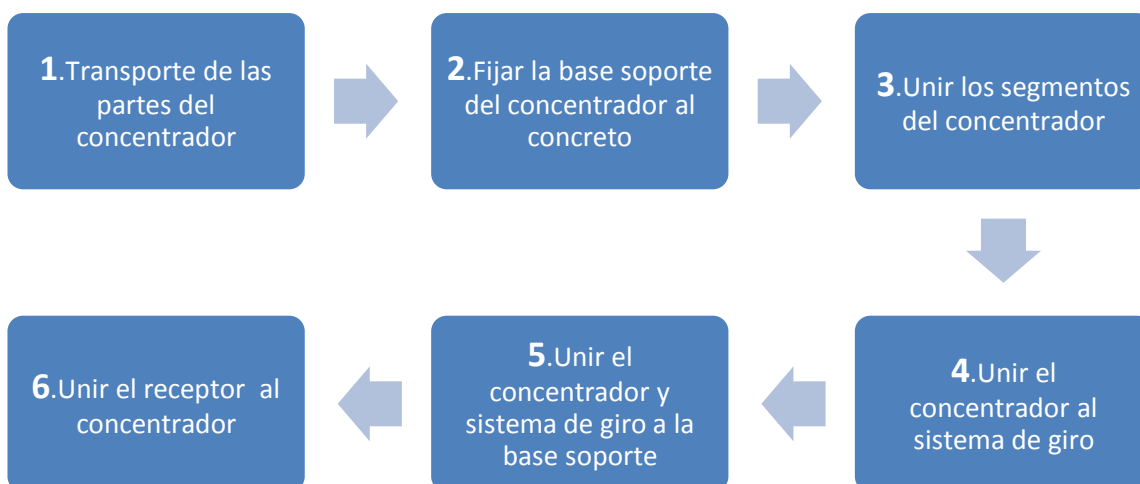 1.Transporte de las
partes del
concentrador
2.Fijar la base soporte
del concentrador al
concreto
3.Unir los segmentos
del concentrador
4.Unir el
concentrador al
sistema de giro
5.Unir el
concentrador y
sistema de giro a la
base soporte
6.Unir el receptor al
concentrador